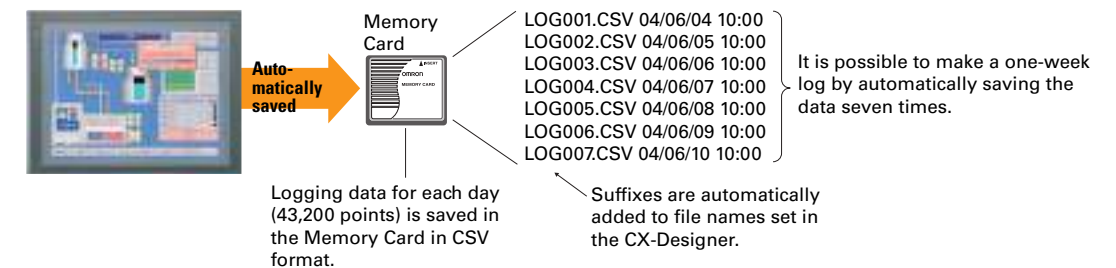 Auto-
matically
saved
Memory
Card
INSERT
OMRON
MEMORY CARD
LOG001.CSV 04/06/04 10:00
LOG002.CSV 04/06/05 10:00
LOG003.CSV 04/06/06 10:00
LOG004.CSV 04/06/07 10:00
LOG005.CSV 04/06/08 10:00
LOG006.CSV 04/06/09 10:00
LOG007.CSV 04/06/10 10:00
It is possible to make a one-week
log by automatically saving the
data seven times.
Logging data for each day
(43,200 points) is saved in
the Memory Card in CSV
format.
Suffixes are automatically
added to file names set in
the CX-Designer.